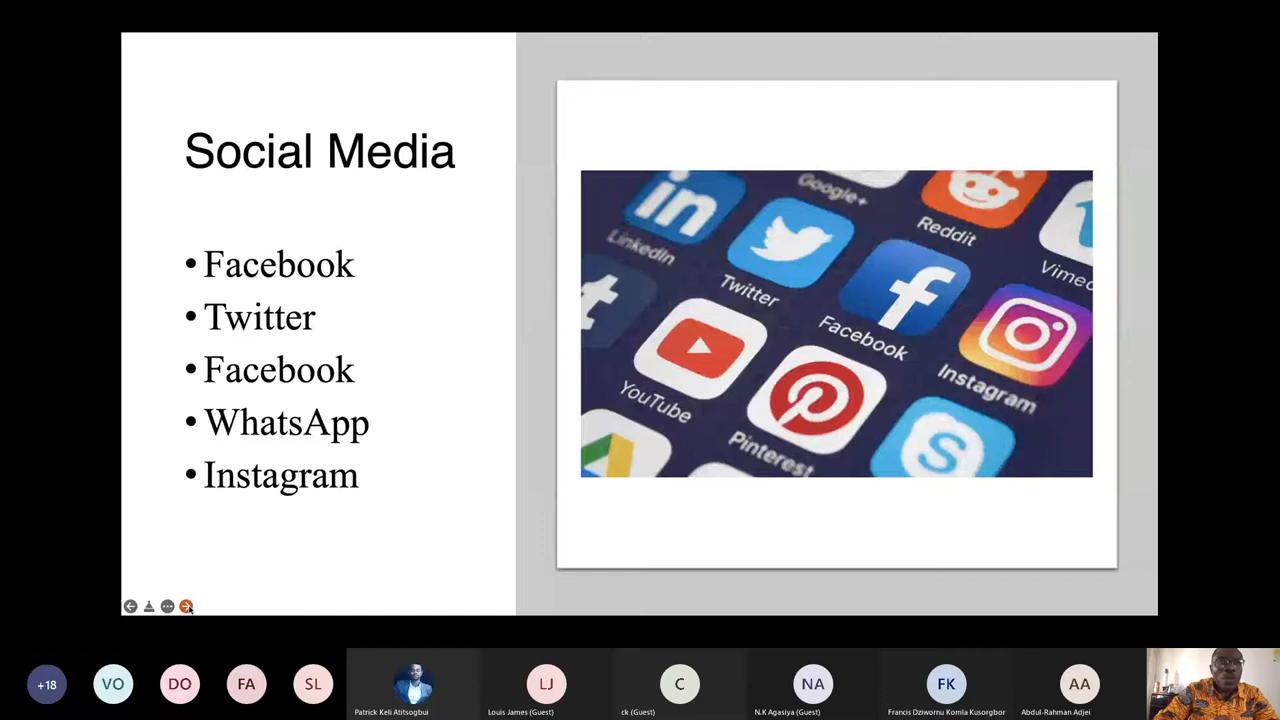 Social Media
• Facebook
• Twitter
• Facebook
• WhatsApp
• Instagram
in
LinkedIn
Google+
Reddit
Twitter
Vimeo
t
f
Facebook
Instagram
YouTube
Pinterest
S
+18
VO
DO
FA
SL
LJ
C
NA
FK
AA
Patrick Keli Atitsogbui
Louis James (Guest)
ck (Guest)
N.K Agasiya (Guest)
Francis Dziwornu Komla Kusorgbor
Abdul-Rahman Adjei